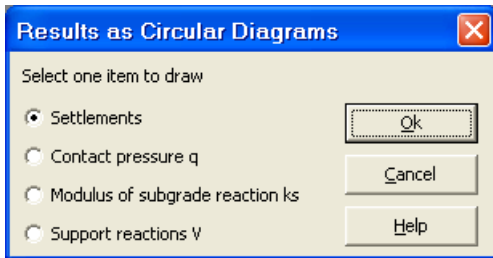 Results as Circular Diagrams
Select one item to draw
Settlements
Contact pressure q
Modulus of subgrade reaction ks
Support reactions V
Ok
Cancel
Help